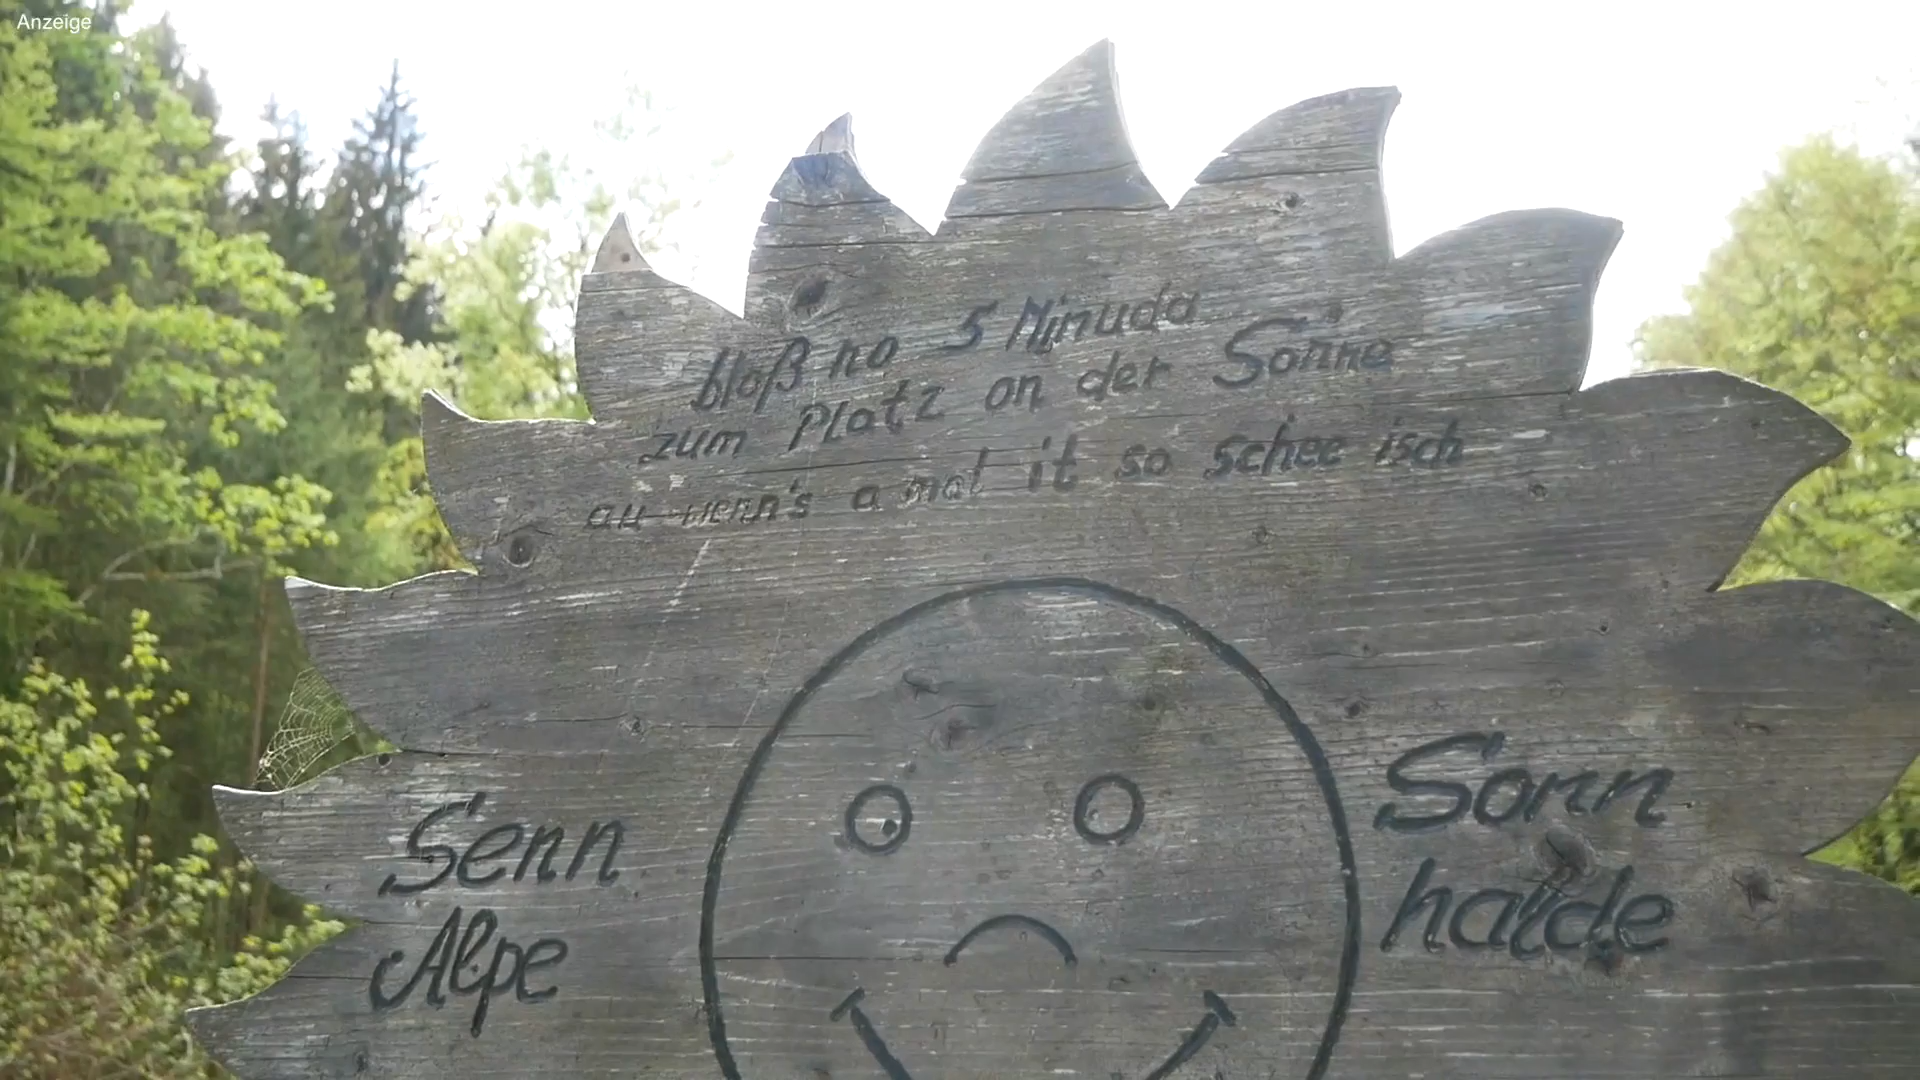 Anzeige
bloß no 5 Minuda
zum Platz an der Sonne
au wenn's a mol it so schee isch
Senn
Alpe
Sonn
halde